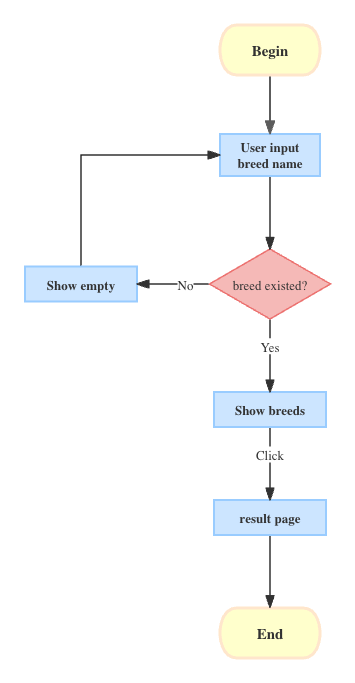 Begin
User input
breed name
breed existed?
No
Show empty
Yes
Show breeds
Click
result page
End